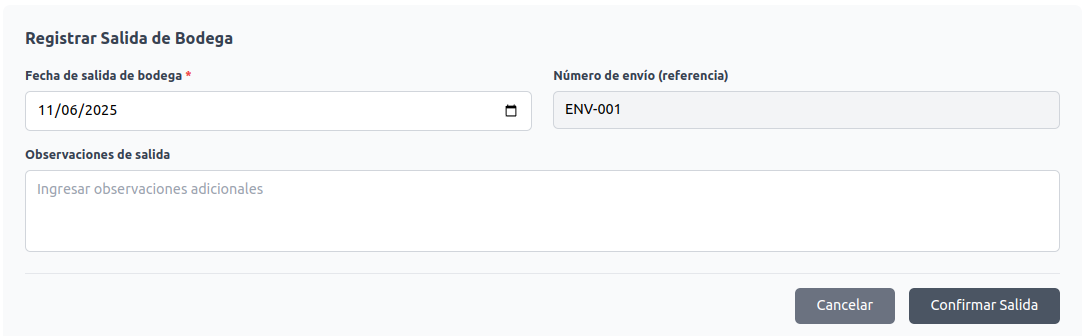 Registrar Salida de Bodega
Fecha de salida de bodega *
Número de envío (referencia)
11/06/2025
ENV-001
Observaciones de salida
Ingresar observaciones adicionales
Cancelar
Confirmar Salida